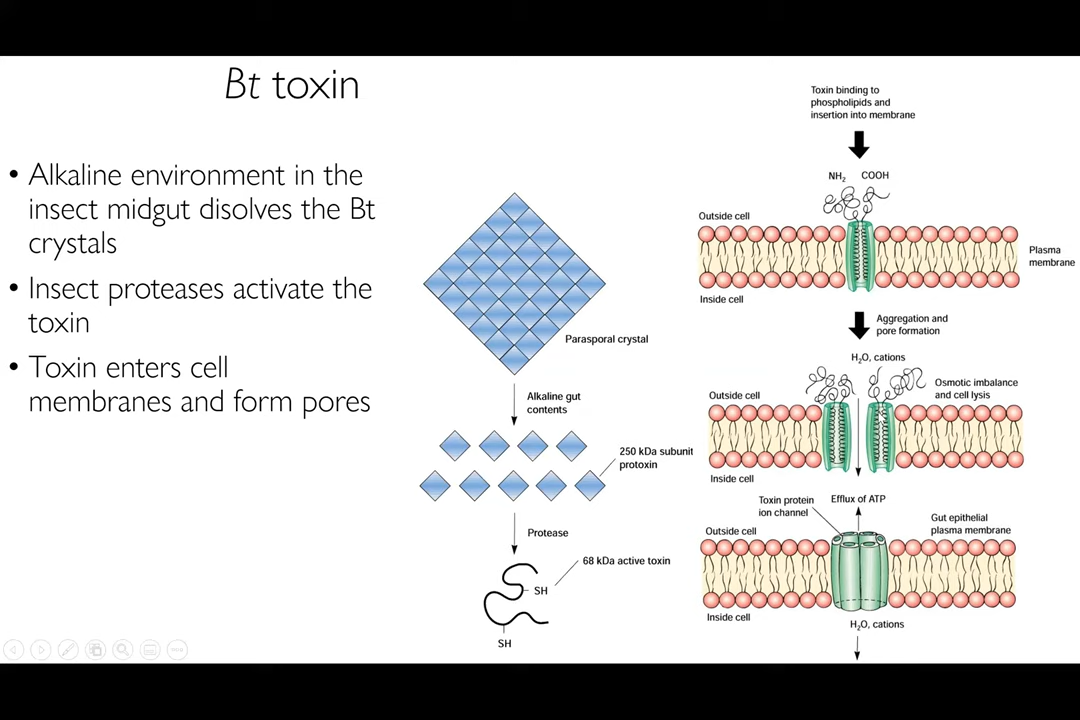 Bt toxin
• Alkaline environment in the
insect midgut disolves the Bt
crystals
• Insect proteases activate the
toxin
• Toxin enters cell
membranes and form pores
Parasporal crystal
Alkaline gut
contents
250 kDa subunit
protoxin
Protease
68 kDa active toxin
SH
SH
Toxin binding to
phospholipids and
insertion into membrane
NH₂ COOH
Outside cell
Plasma
membrane
Inside cell
Aggregation and
pore formation
H₂O, cations
Osmotic imbalance
and cell lysis
Outside cell
Inside cell
Toxin protein
ion channel
Efflux of ATP
Gut epithelial
plasma membrane
Outside cell
Inside cell
H₂O, cations